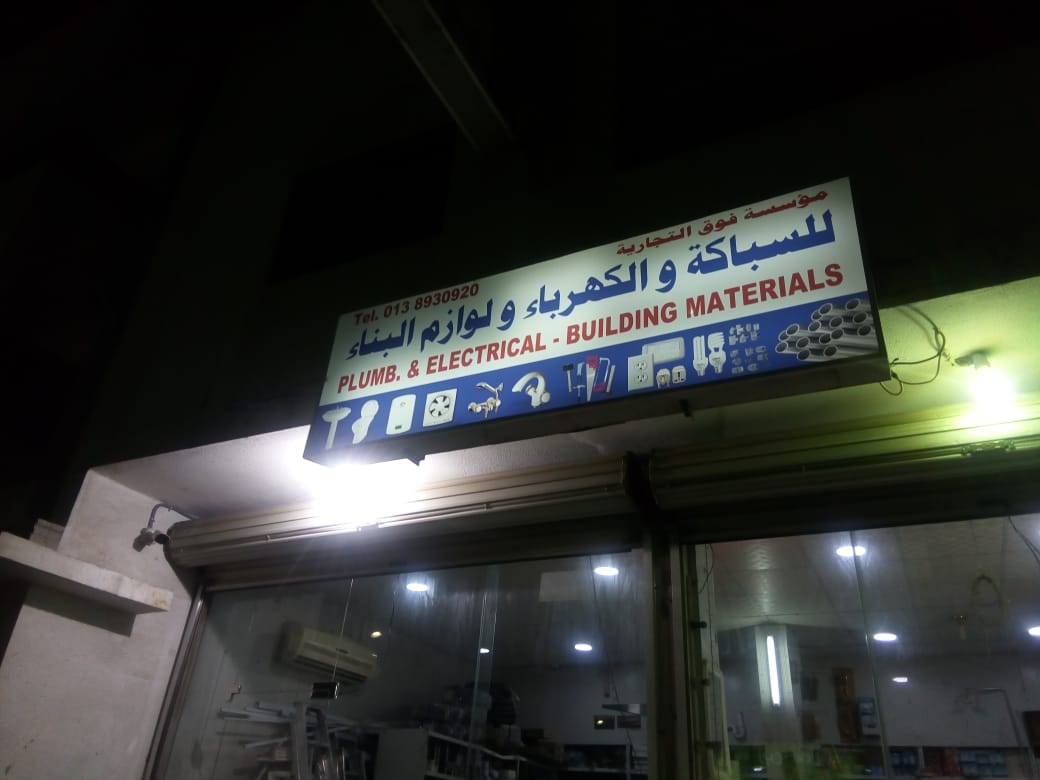 مؤسسة فوق التجارية
Tel. 013 8930920
للسباكة و الكهرباء و لوازم البناء
PLUMB. & ELECTRICAL - BUILDING MATERIALS